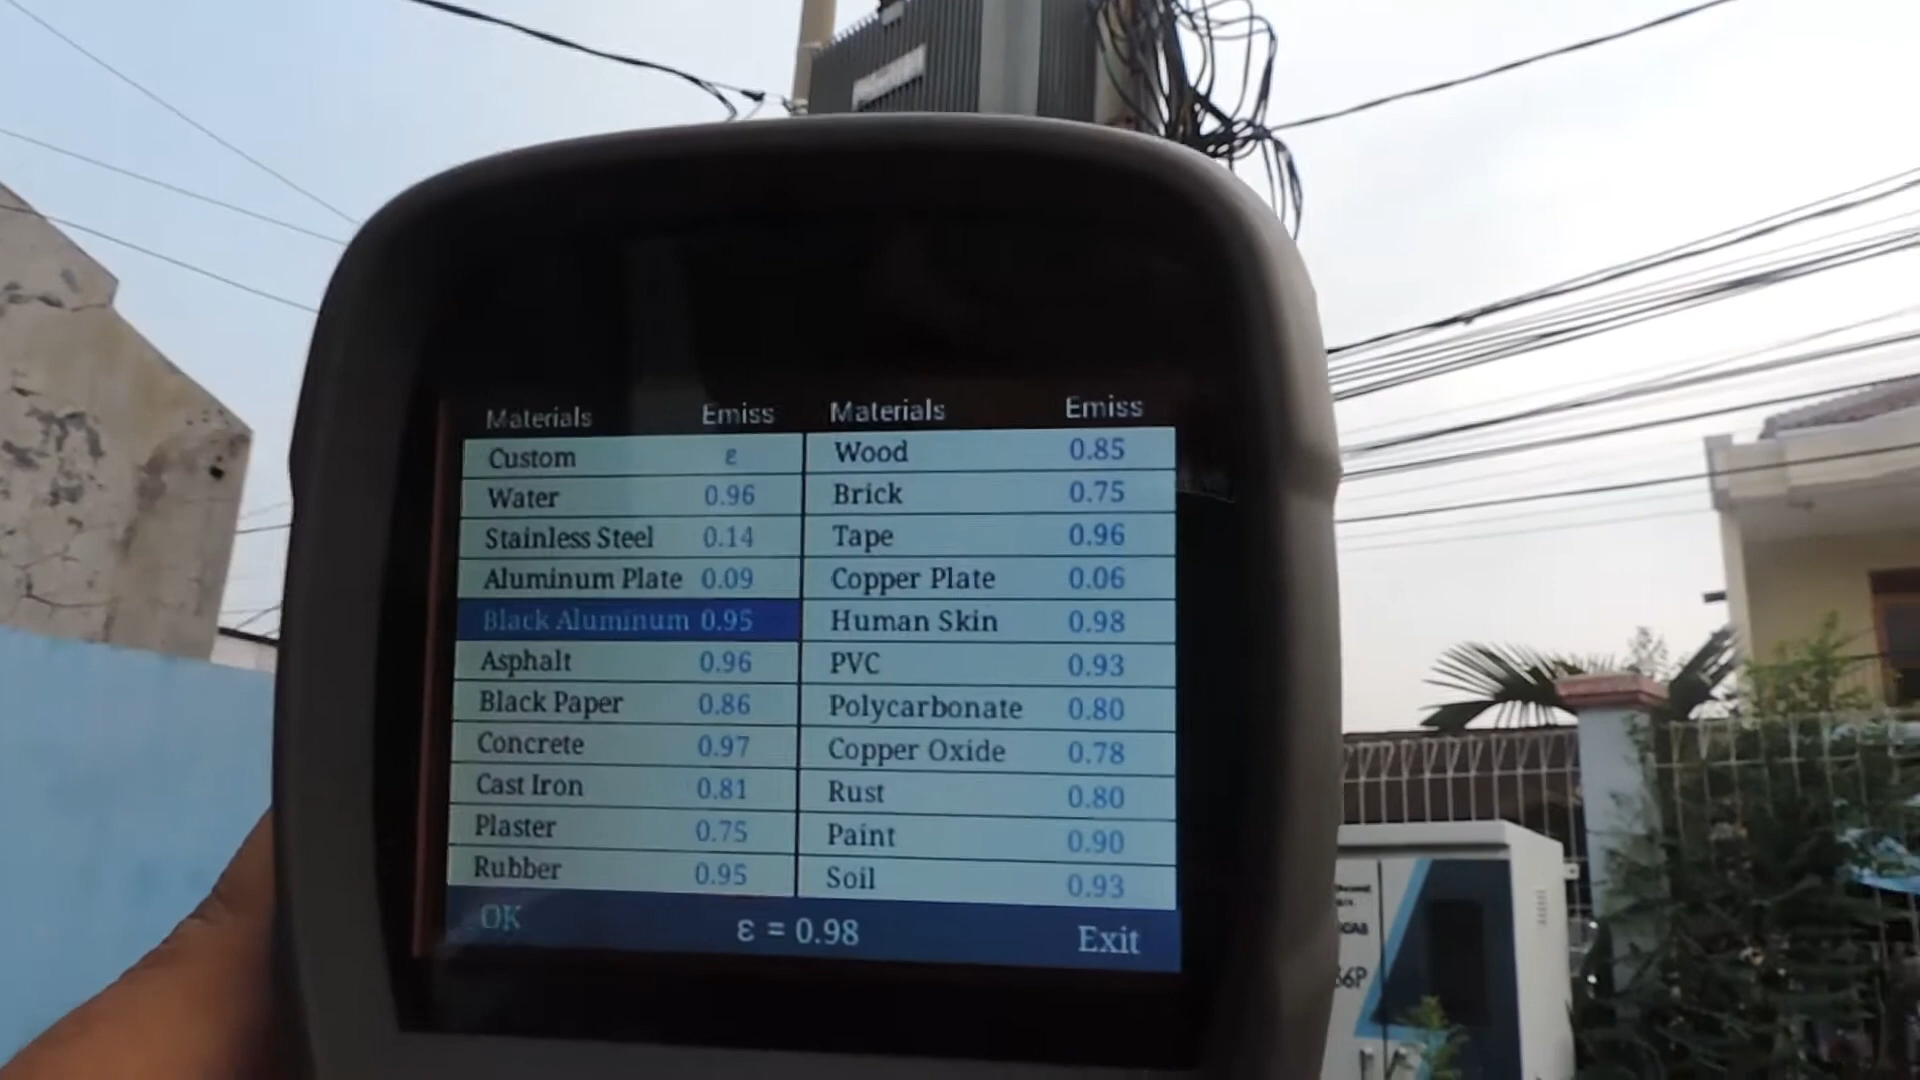 Materials Emiss Materials Emiss
Custom ε Wood 0.85
Water 0.96 Brick 0.75
Stainless Steel 0.14 Tape 0.96
Aluminum Plate 0.09 Copper Plate 0.06
Black Aluminum 0.95 Human Skin 0.98
Asphalt 0.96 PVC 0.93
Black Paper 0.86 Polycarbonate 0.80
Concrete 0.97 Copper Oxide 0.78
Cast Iron 0.81 Rust 0.80
Plaster 0.75 Paint 0.90
Rubber 0.95 Soil 0.93
OK ε = 0.98 Exit